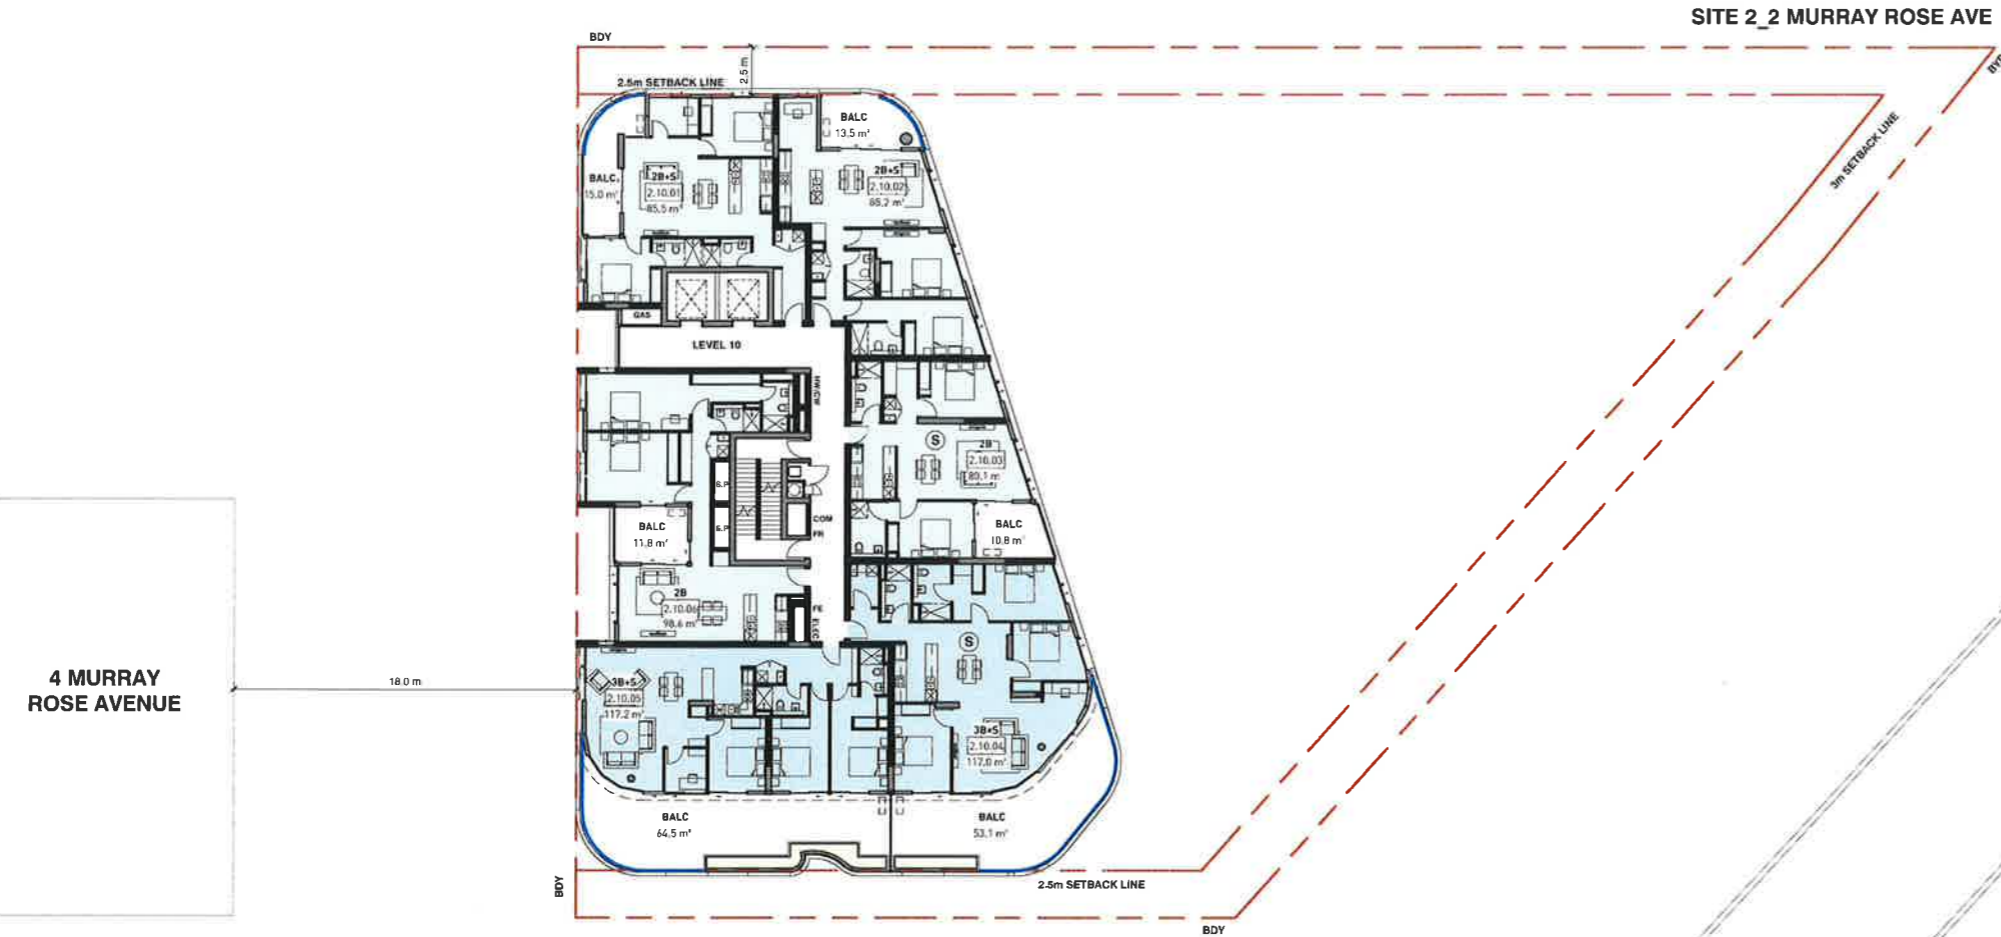 SITE 2_2 MURRAY ROSE AVE
BDY
2.5 m
2.5m SETBACK LINE
BALC
13,5 m²
3m SETBACK LINE
BALC
15.0 m²
2B+S
2.10.01
85,5 m²
2B+S
2.10.02
GAS
LEVEL 10
HW/CW
S
2B
2.10.03
80,1 m²
S.P
S.P
COM
FR
BALC
11,8 m²
BALC
10.8 m²
2B
2.10.06
98.6 m²
FE
ELEC
S
4 MURRAY
ROSE AVENUE
18.0 m
3B+S
2.10.05
117.2 m²
3B+S
2.10.04
117.0 m²
BALC
64,5 m²
BALC
53,1 m²
2.5m SETBACK LINE
BDY
BDY